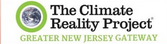 The Climate
Reality Project®
GREATER NEW JERSEY GATEWAY